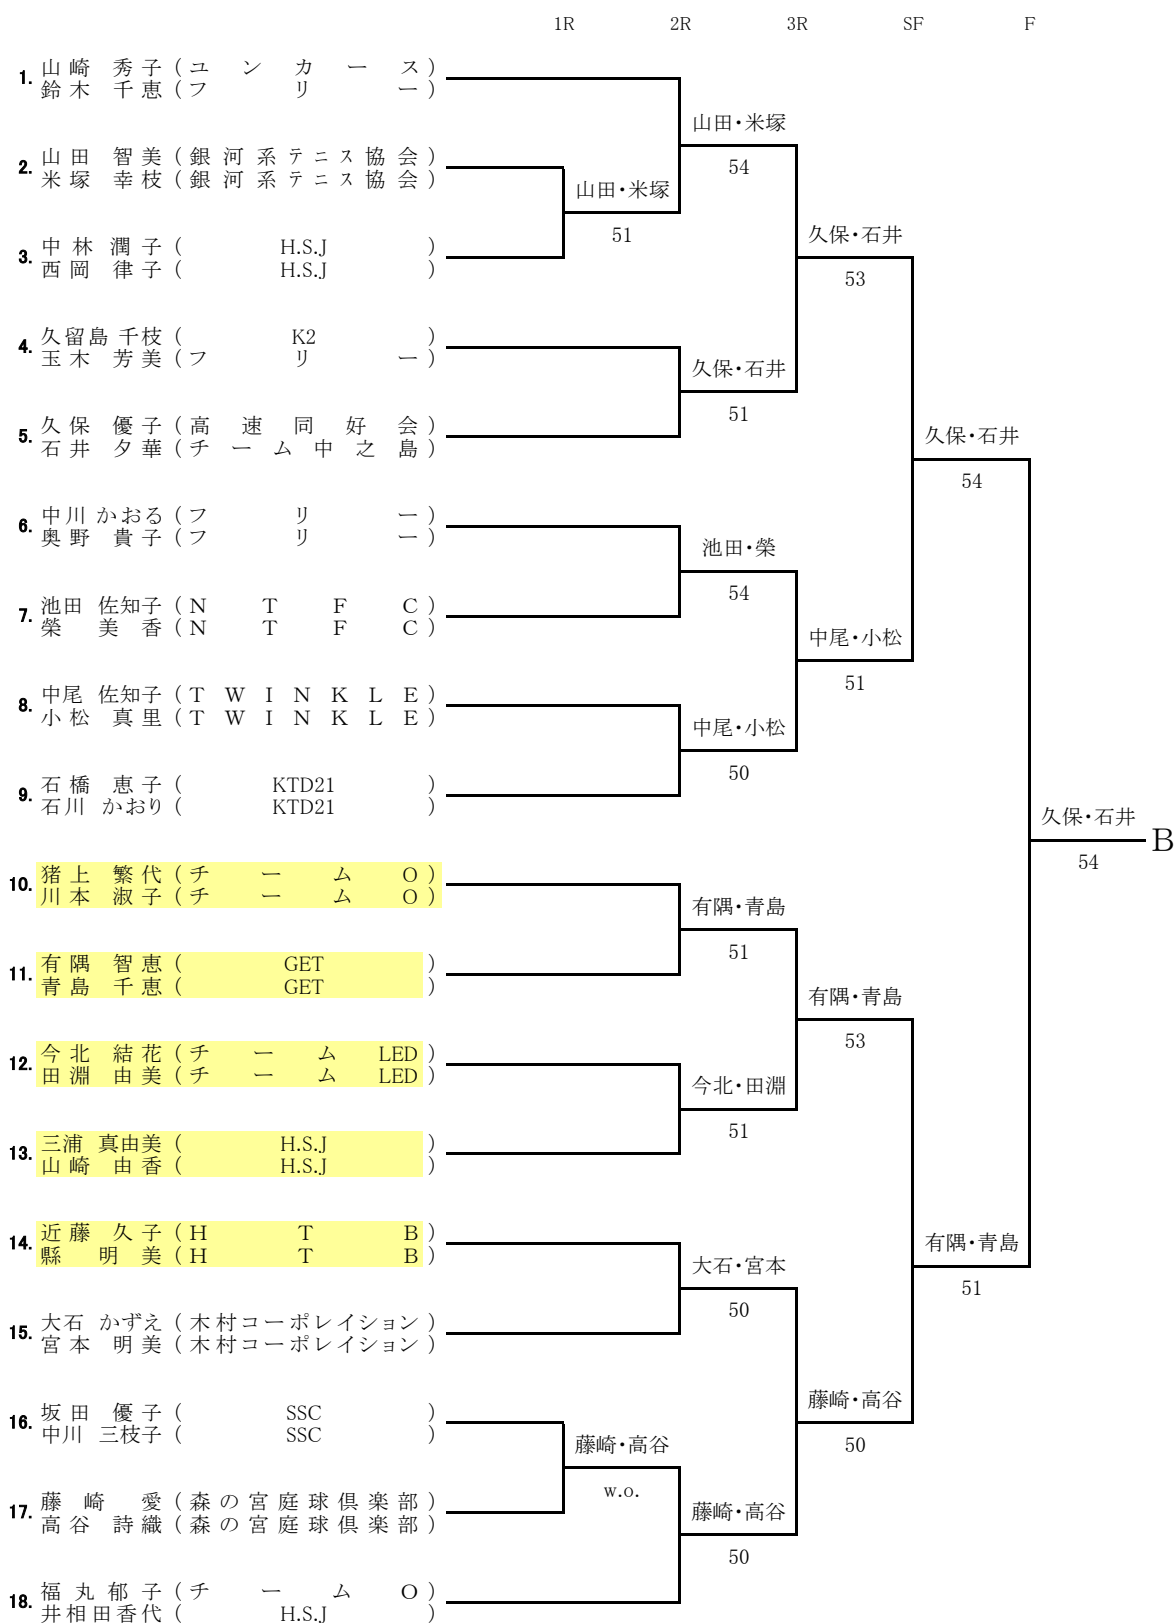 1R 2R 3R SF F
1. 山崎 秀子 (ユンカース)
鈴木 千恵 (フリー)
山田・米塚
54
2. 山田 智美 (銀河系テニス協会)
米塚 幸枝 (銀河系テニス協会)
山田・米塚
51
3. 中林 潤子 (H.S.J)
西岡 律子 (H.S.J)
久保・石井
53
4. 久留島 千枝 (K2)
玉木 芳美 (フリー)
久保・石井
51
5. 久保 優子 (高速同好会)
石井 夕華 (チーム中之島)
久保・石井
54
6. 中川 かおる (フリー)
奥野 貴子 (フリー)
池田・榮
54
7. 池田 佐知子 (NTFC)
榮 美香 (NTFC)
中尾・小松
51
8. 中尾 佐知子 (TWINKLE)
小松 真里 (TWINKLE)
中尾・小松
50
9. 石橋 恵子 (KTD21)
石川 かおり (KTD21)
久保・石井
54
B
10. 猪上 繁代 (チームO)
川本 淑子 (チームO)
有隅・青島
51
11. 有隅 智恵 (GET)
青島 千恵 (GET)
有隅・青島
53
12. 今北 結花 (チームLED)
田淵 由美 (チームLED)
今北・田淵
51
13. 三浦 真由美 (H.S.J)
山崎 由香 (H.S.J)
14. 近藤 久子 (HTB)
縣 明美 (HTB)
有隅・青島
51
大石・宮本
50
15. 大石 かずえ (木村コーポレイション)
宮本 明美 (木村コーポレイション)
藤崎・高谷
50
16. 坂田 優子 (SSC)
中川 三枝子 (SSC)
藤崎・高谷
w.o.
17. 藤崎 愛 (森の宮庭球倶楽部)
高谷 詩織 (森の宮庭球倶楽部)
藤崎・高谷
50
18. 福丸郁子 (チームO)
井相田香代 (H.S.J)